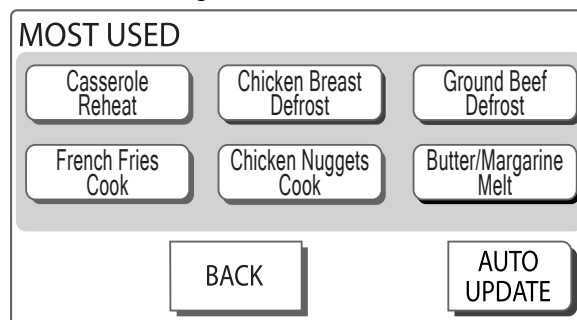 MOST USED
Casserole
Reheat
Chicken Breast
Defrost
Ground Beef
Defrost
French Fries
Cook
Chicken Nuggets
Cook
Butter/Margarine
Melt
BACK
AUTO
UPDATE